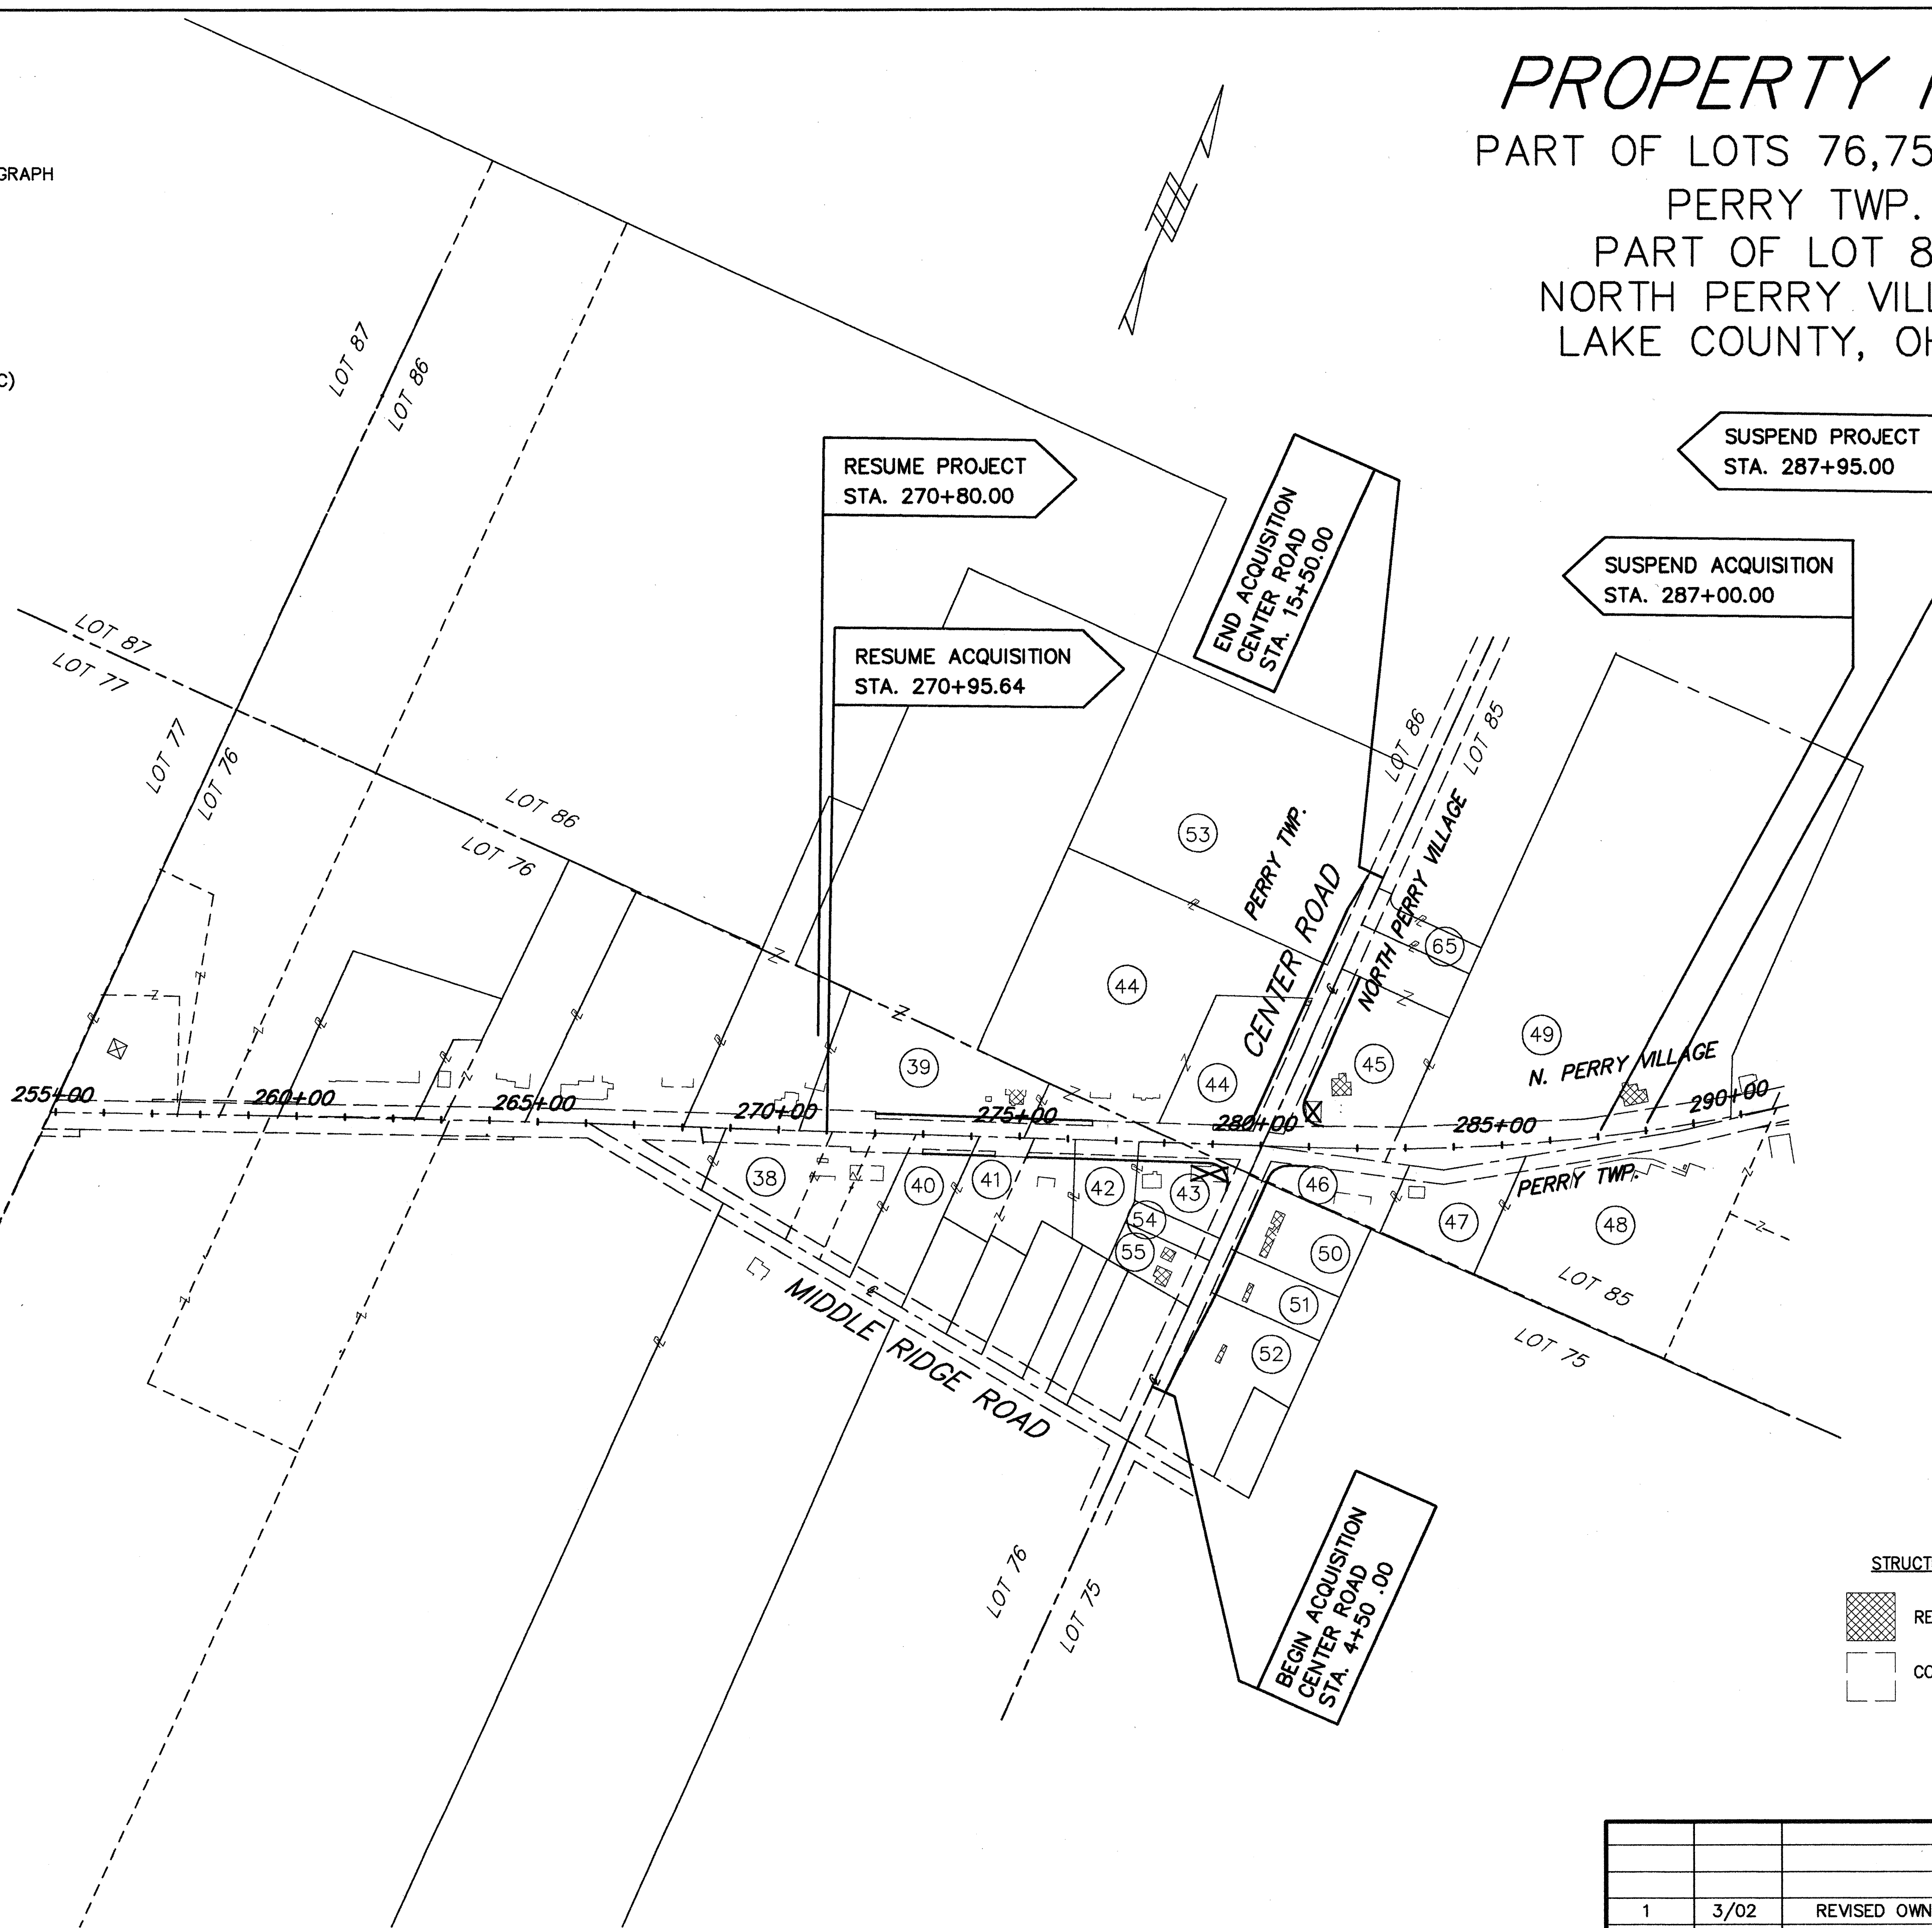 PROPERTY
PART OF LOTS 76,75
PERRY TWP.
PART OF LOT 8
NORTH PERRY VILL
LAKE COUNTY, OH
GRAPH
C)
LOT 87
LOT 86
RESUME PROJECT
STA. 270+80.00
END ACQUISITION
CENTER ROAD
STA. 15+50.00
SUSPEND PROJECT
STA. 287+95.00
SUSPEND ACQUISITION
STA. 287+00.00
RESUME ACQUISITION
STA. 270+95.64
LOT 87
LOT 77
LOT 77
LOT 76
LOT 86
LOT 76
LOT 86
LOT 85
53
PERRY TWP.
CENTER ROAD
NORTH PERRY VILLAGE
65
44
49
39
44
45
N. PERRY VILLAGE
255+00
260+00
265+00
270+00
275+00
280+00
285+00
290+00
PERRY TWP.
38
40
41
42
43
46
54
47
48
55
50
51
52
LOT 85
LOT 75
MIDDLE RIDGE ROAD
LOT 76
LOT 75
BEGIN ACQUISITION
CENTER ROAD
STA. 4+50 .00
STRUCT
RE
CO
1 3/02 REVISED OWN